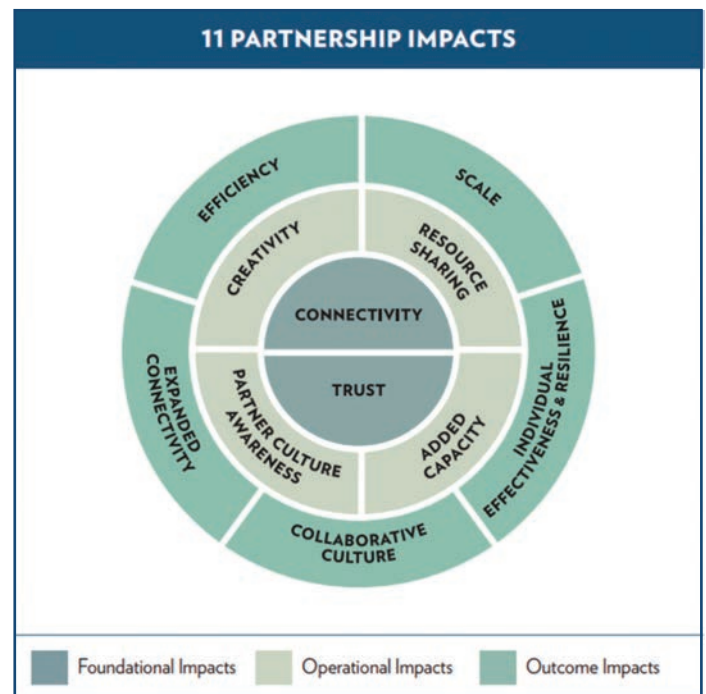 11 PARTNERSHIP IMPACTS
EFFICIENCY
SCALE
CREATIVITY
RESOURCE
SHARING
CONNECTIVITY
TRUST
EXPANDED
CONNECTIVITY
PARTNER CULTURE
AWARENESS
ADDED
CAPACITY
INDIVIDUAL
EFFECTIVENESS & RESILIENCE
COLLABORATIVE
CULTURE
Foundational Impacts
Operational Impacts
Outcome Impacts